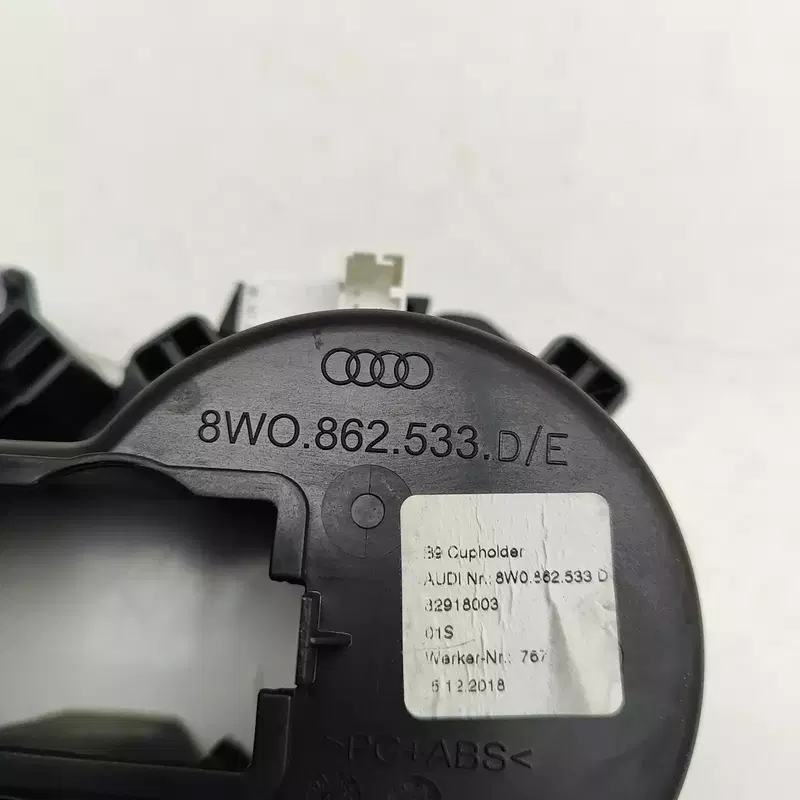 8WO.862.533.D/E
B9 Cupholder
AUDI Nr.: 8W0.862.533 D
82918003
01S
Werker-Nr.: 767
5.12.2018
>PC+ABS<